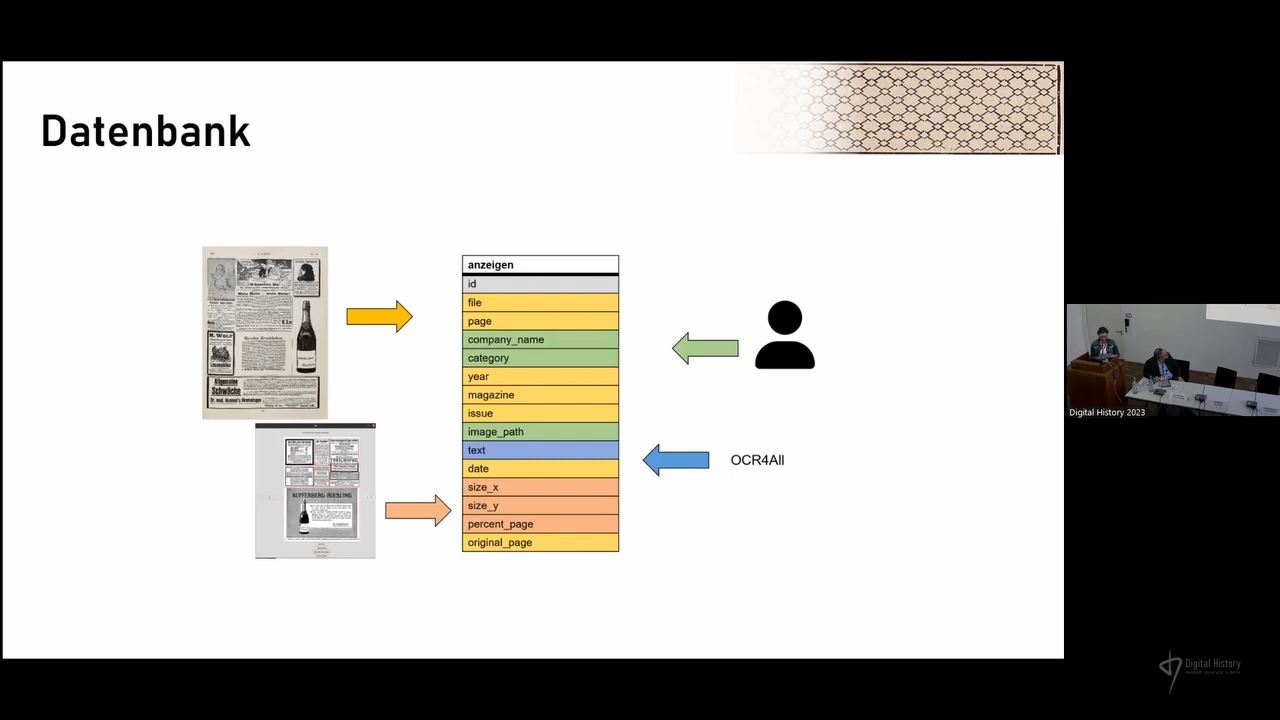 Datenbank
anzeigen
id
file
page
company_name
category
year
magazine
issue
image_path
text
date
size_x
size_y
percent_page
original_page
OCR4All
R. WOLF
Allgemeine
Schwäche
KUPFERBERG RIESLING
Digital History 2023
Digital History